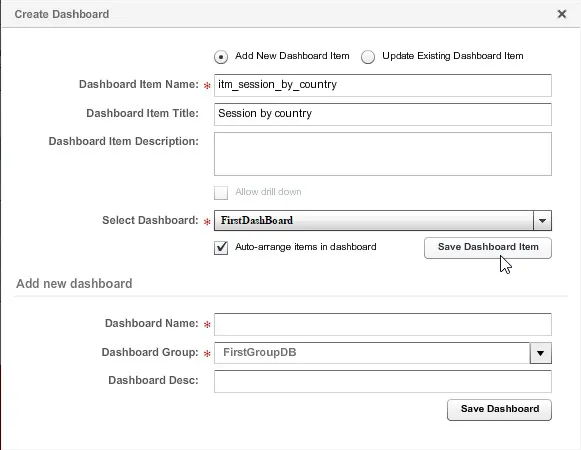 Create Dashboard
Add New Dashboard Item Update Existing Dashboard Item
Dashboard Item Name: * itm_session_by_country
Dashboard Item Title: Session by country
Dashboard Item Description:
Allow drill down
Select Dashboard: * FirstDashBoard
Auto-arrange items in dashboard Save Dashboard Item
Add new dashboard
Dashboard Name: *
Dashboard Group: * FirstGroupDB
Dashboard Desc:
Save Dashboard